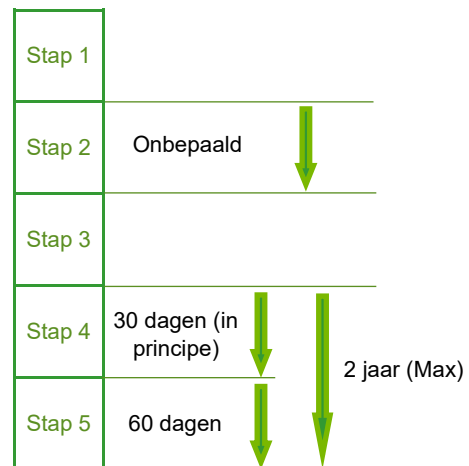 Stap 1
Stap 2
Onbepaald
Stap 3
Stap 4
30 dagen (in
principe)
2 jaar (Max)
Stap 5
60 dagen